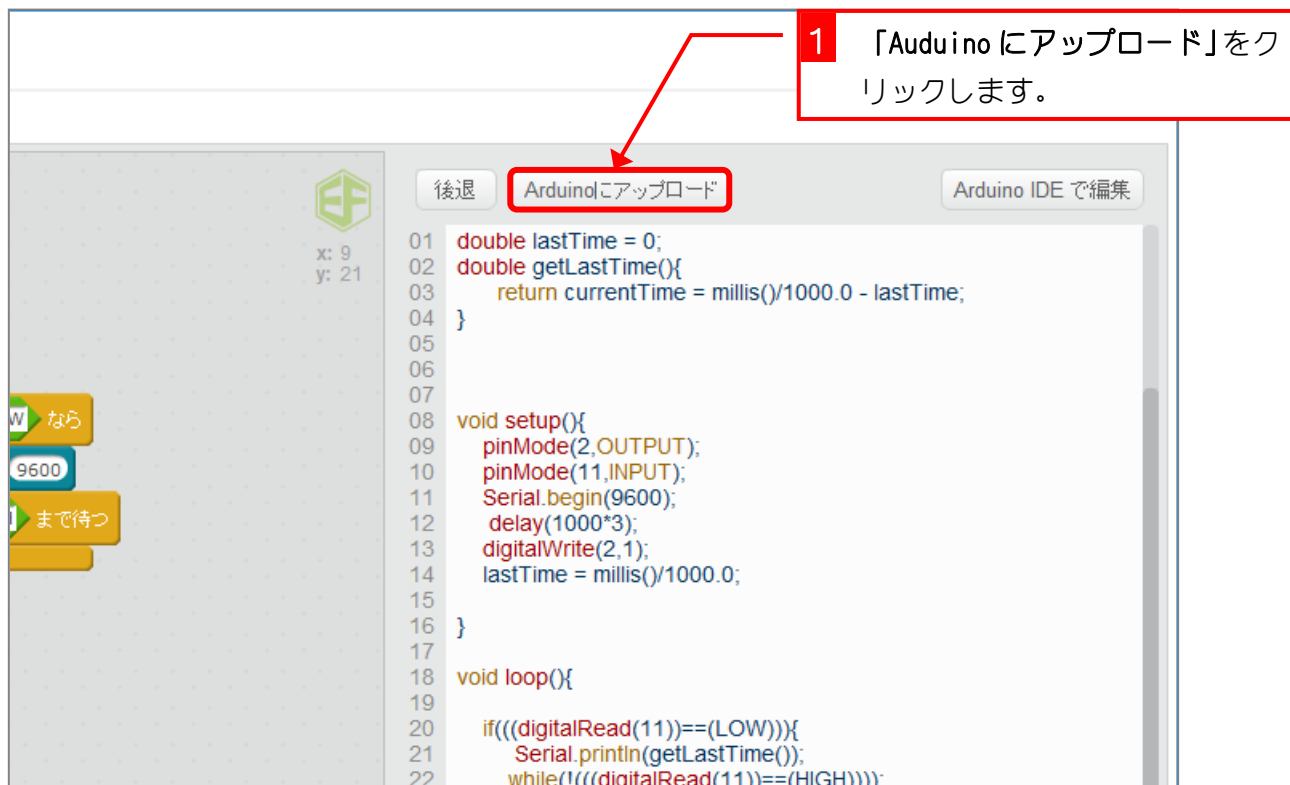 1 「Auduinoにアップロード」をク
リックします。
後退 Arduinoにアップロード Arduino IDE で編集
x: 9
y: 21
01 double lastTime = 0;
02 double getLastTime(){
03 return currentTime = millis()/1000.0 - lastTime;
04 }
05
06
07
08 void setup(){
09 pinMode(2,OUTPUT);
10 pinMode(11,INPUT);
11 Serial.begin(9600);
12 delay(1000*3);
13 digitalWrite(2,1);
14 lastTime = millis()/1000.0;
15
16 }
17
18 void loop(){
19
20 if(((digitalRead(11))==(LOW))){
21 Serial.println(getLastTime());
22 while(!(((digitalRead(11))==(HIGH))));
W なら
9600
まで待つ